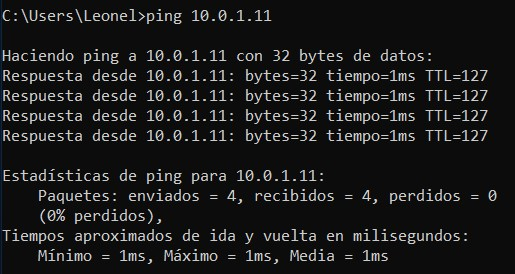 C:\Users\Leonel>ping 10.0.1.11
Haciendo ping a 10.0.1.11 con 32 bytes de datos:
Respuesta desde 10.0.1.11: bytes=32 tiempo=1ms TTL=127
Respuesta desde 10.0.1.11: bytes=32 tiempo=1ms TTL=127
Respuesta desde 10.0.1.11: bytes=32 tiempo=1ms TTL=127
Respuesta desde 10.0.1.11: bytes=32 tiempo=1ms TTL=127
Estadísticas de ping para 10.0.1.11:
Paquetes: enviados = 4, recibidos = 4, perdidos = 0
(0% perdidos),
Tiempos aproximados de ida y vuelta en milisegundos:
Mínimo = 1ms, Máximo = 1ms, Media = 1ms